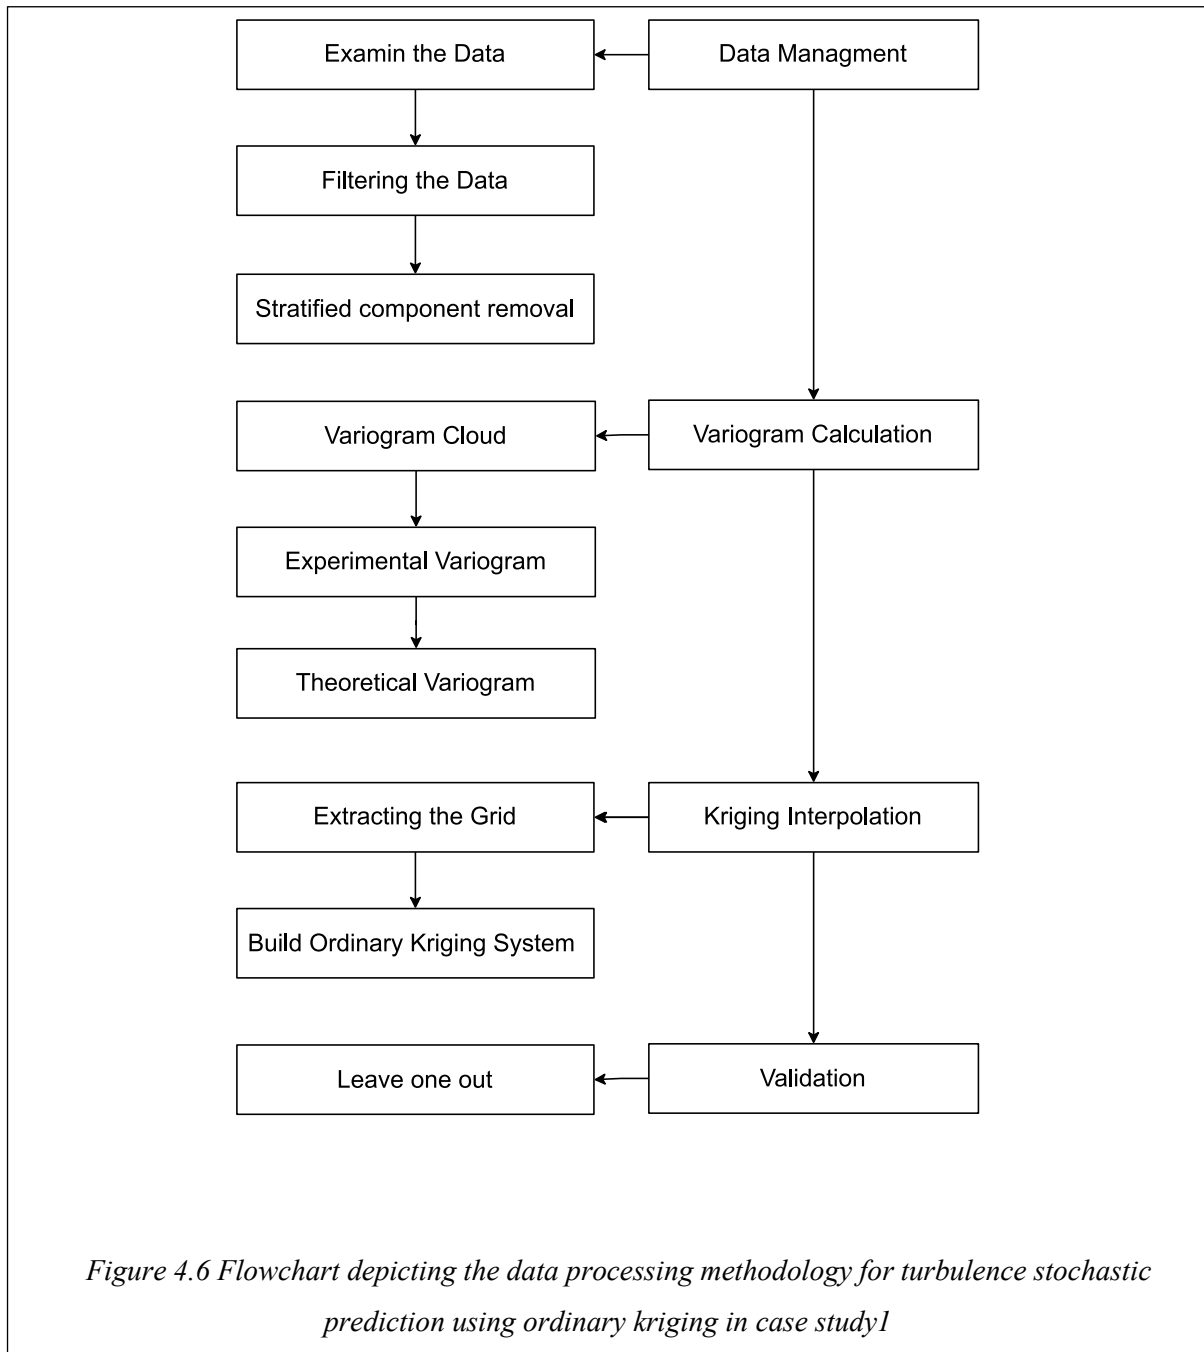 Examin the Data
Data Managment
Filtering the Data
Stratified component removal
Variogram Cloud
Variogram Calculation
Experimental Variogram
Theoretical Variogram
Extracting the Grid
Kriging Interpolation
Build Ordinary Kriging System
Leave one out
Validation
Figure 4.6 Flowchart depicting the data processing methodology for turbulence stochastic
prediction using ordinary kriging in case study1